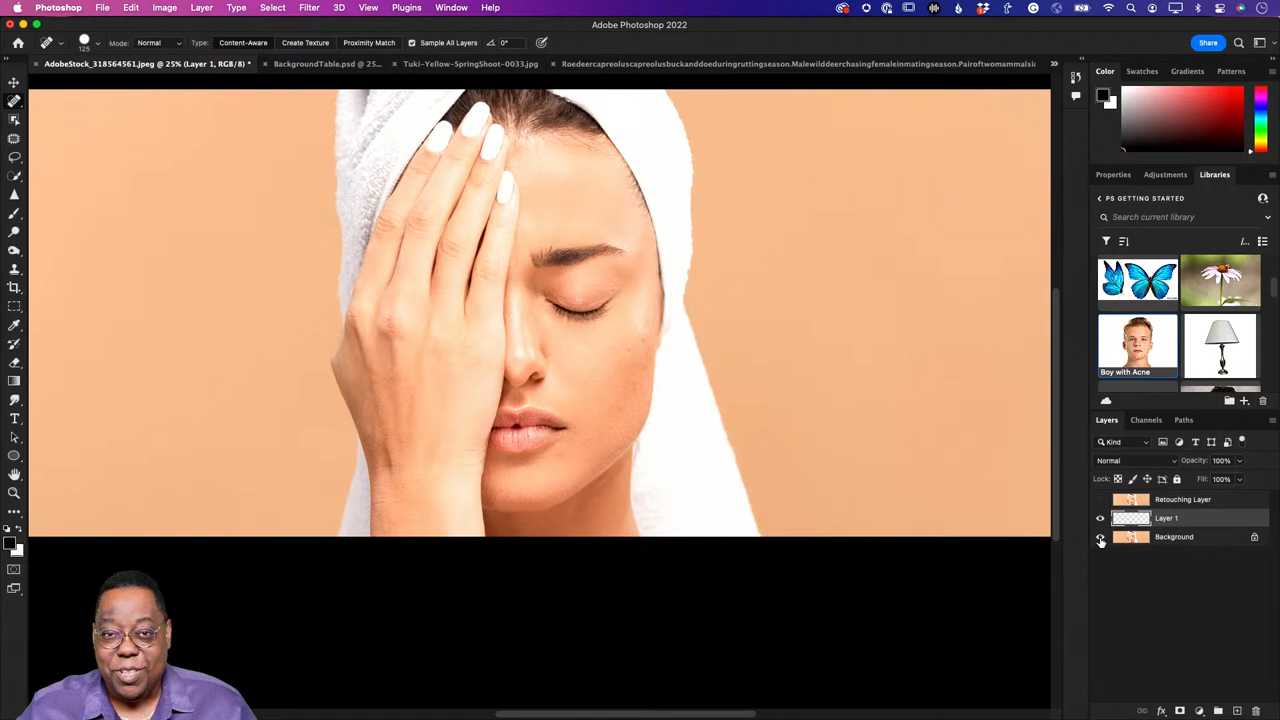 Photoshop File Edit Image Layer Type Select Filter 3D View Plugins Window Help
Adobe Photoshop 2022
125 Mode: Normal Type: Content-Aware Create Texture Proximity Match Sample All Layers 0° Share
AdobeStock_318564561.jpeg @ 25% (Layer 1, RGB/8) * BackgroundTable.psd @ 25... Tuki-Yellow-SpringShoot-0033.jpg Roedeercapreoluscapreolusbuckanddoeduringruttingseason.Malewilddeerchasingfemaleinmatingseason.Pairoftwomammalsi
Color Swatches Gradients Patterns
Properties Adjustments Libraries
PS GETTING STARTED
Search current library
Boy with Acne
Layers Channels Paths
Kind
Normal Opacity: 100%
Lock: Fill: 100%
Retouching Layer
Layer 1
Background